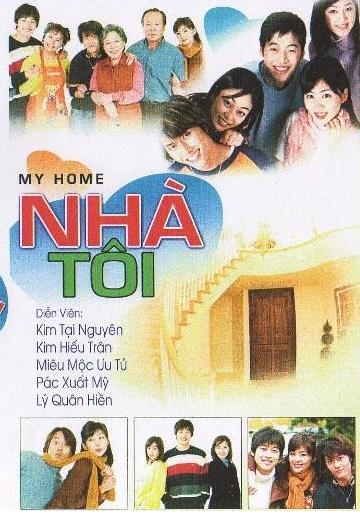 MY HOME
NHÀ
TÔI
Diễn Viên:
Kim Tại Nguyên
Kim Hiếu Trân
Miêu Mộc Ưu Tử
Pác Xuất Mỹ
Lý Quân Hiền